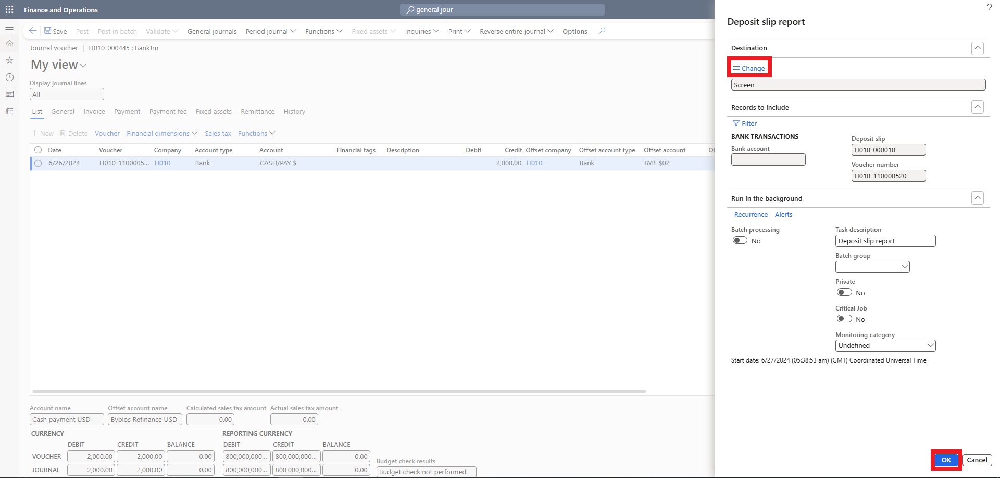 Finance and Operations
general jour
?
Save Post Post in batch Validate General journals Period journal Functions Fixed assets Inquiries Print Reverse entire journal Options
Journal voucher | H010-000445 : BankJrn
My view
Display journal lines
All
List General Invoice Payment Payment fee Fixed assets Remittance History
New Delete Voucher Financial dimensions Sales tax Functions
Date Voucher Company Account type Account Financial tags Description Debit Credit Offset company Offset account type Offset account
6/26/2024 H010-1100005... H010 Bank CASH/PAY $ 2,000.00 H010 Bank BYB-$02
Account name Offset account name Calculated sales tax amount Actual sales tax amount
Cash payment USD Byblos Refinance USD 0.00 0.00
CURRENCY REPORTING CURRENCY
DEBIT CREDIT BALANCE DEBIT CREDIT BALANCE
VOUCHER 2,000.00 2,000.00 0.00 800,000,000... 800,000,000... 0.00
JOURNAL 2,000.00 2,000.00 0.00 800,000,000... 800,000,000... 0.00
Budget check results
Budget check not performed
Deposit slip report
Destination
Change
Screen
Records to include
Filter
BANK TRANSACTIONS
Bank account
Deposit slip
H010-000010
Voucher number
H010-110000520
Run in the background
Recurrence Alerts
Batch processing
No
Task description
Deposit slip report
Batch group
Private
No
Critical Job
No
Monitoring category
Undefined
Start date: 6/27/2024 (05:38:53 am) (GMT) Coordinated Universal Time
OK Cancel